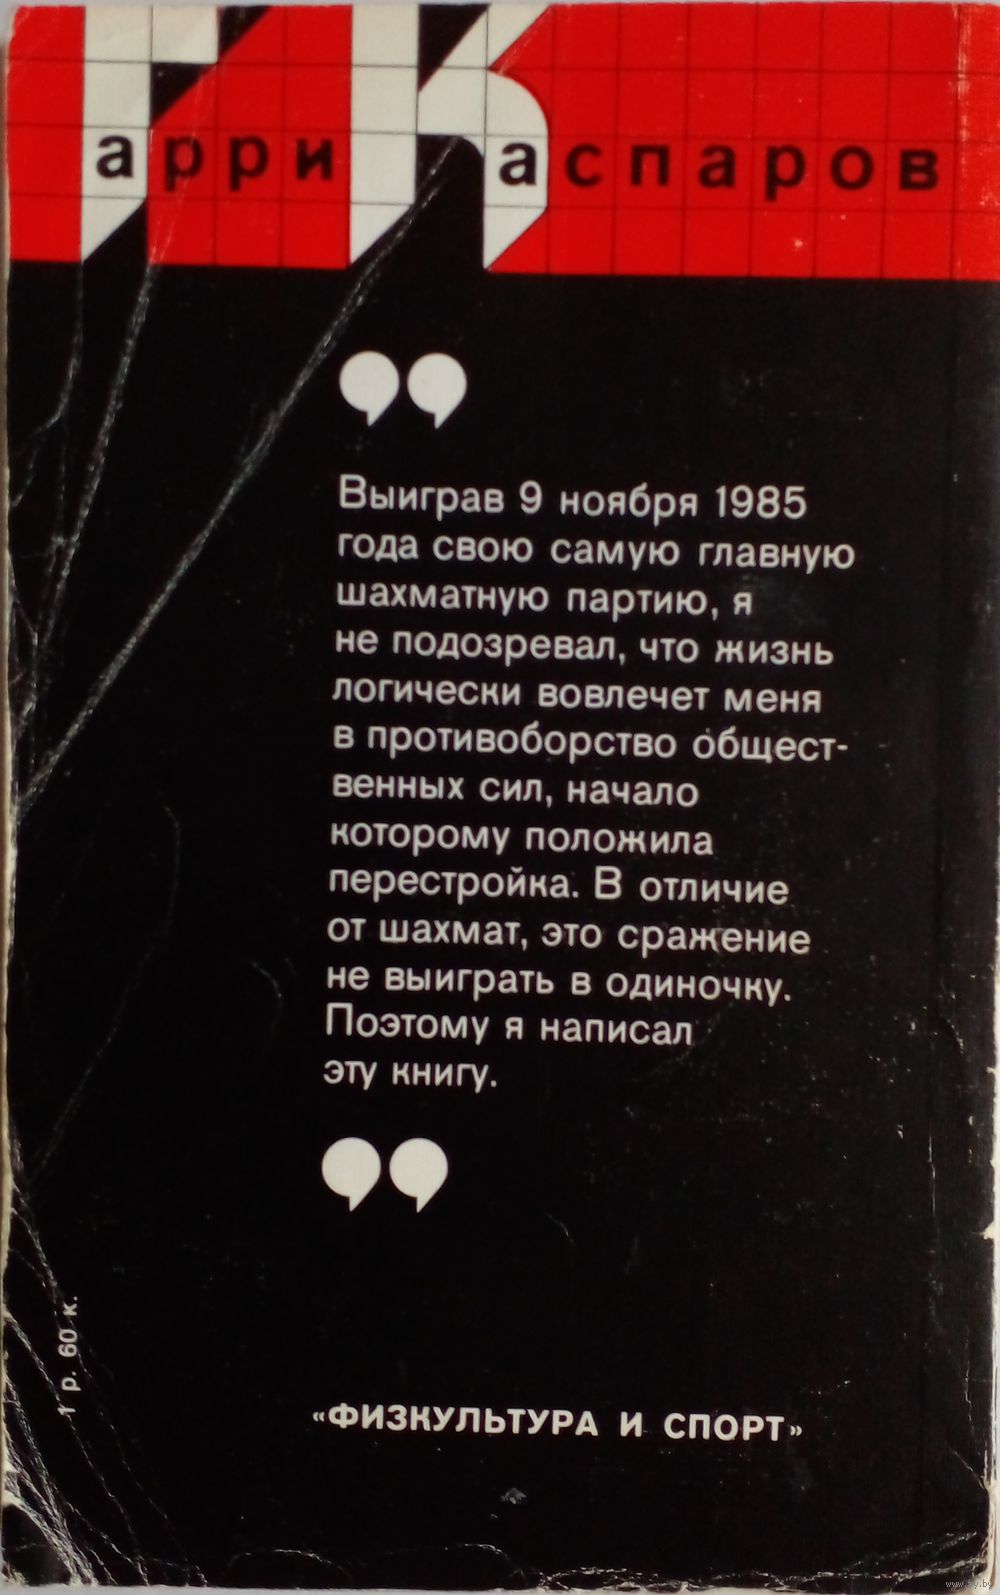 Гарри Каспаров
Выиграв 9 ноября 1985
года свою самую главную
шахматную партию, я
не подозревал, что жизнь
логически вовлечет меня
в противоборство общест-
венных сил, начало
которому положила
перестройка. В отличие
от шахмат, это сражение
не выиграть в одиночку.
Поэтому я написал
эту книгу.
1 р. 60 к.
«ФИЗКУЛЬТУРА И СПОРТ»